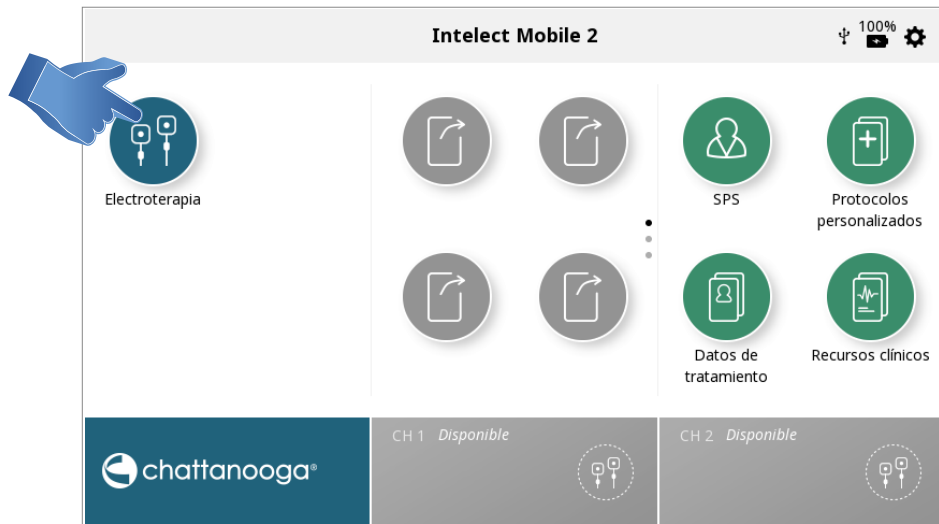 Intelect Mobile 2
100%
Electroterapia
SPS
Protocolos
personalizados
Datos de
tratamiento
Recursos clínicos
chattanooga®
CH 1 Disponible
CH 2 Disponible